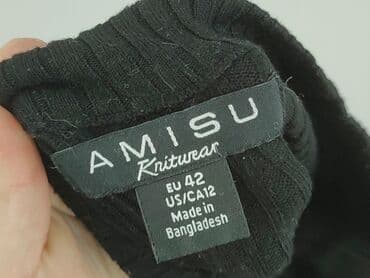 AMISU
Knitwear
EU 42
US/CA12
Made in
Bangladesh